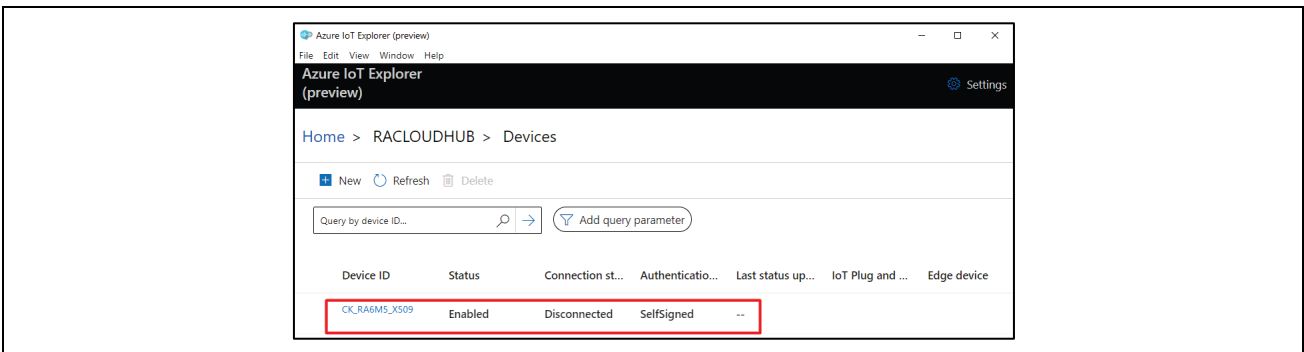 Azure IoT Explorer (preview)
File Edit View Window Help
Azure IoT Explorer
(preview)
Settings
Home > RACLOUDHUB > Devices
New Refresh Delete
Query by device ID... Add query parameter
Device ID Status Connection st... Authenticatio... Last status up... IoT Plug and ... Edge device
CK_RA6M5_X509 Enabled Disconnected SelfSigned --